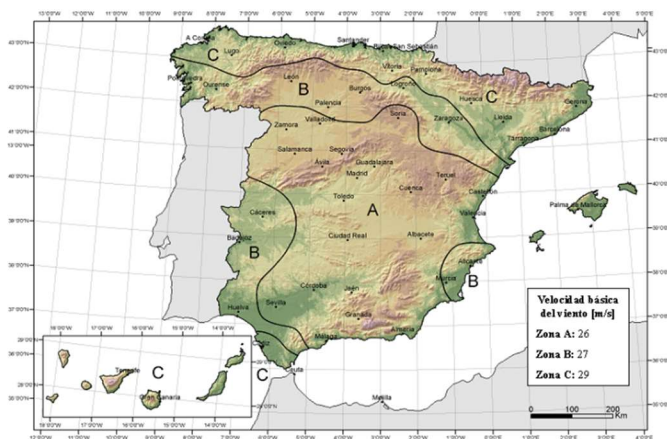 A Coruña
Lugo
Oviedo
Santander
San Sebastián
Vitoria
Pamplona
C
Pontevedra
Ourense
León
B
Burgos
Logroño
Huesca
C
Gerona
Palencia
Lleida
Zamora
Valladolid
Soria
Zaragoza
Barcelona
Tarragona
Salamanca
Segovia
Ávila
Guadalajara
Madrid
Teruel
Cuenca
Castellón
Toledo
Cáceres
A
Valencia
Palma de Mallorca
Badajoz
Ciudad Real
Albacete
B
Alicante
Murcia
B
Córdoba
Jaén
Huelva
Sevilla
Granada
Málaga
Almería
Cádiz
Ceuta
Melilla
C
Tenerife
C
Gran Canaria
Velocidad básica
del viento [m/s]
Zona A: 26
Zona B: 27
Zona C: 29
0 100 200
Km